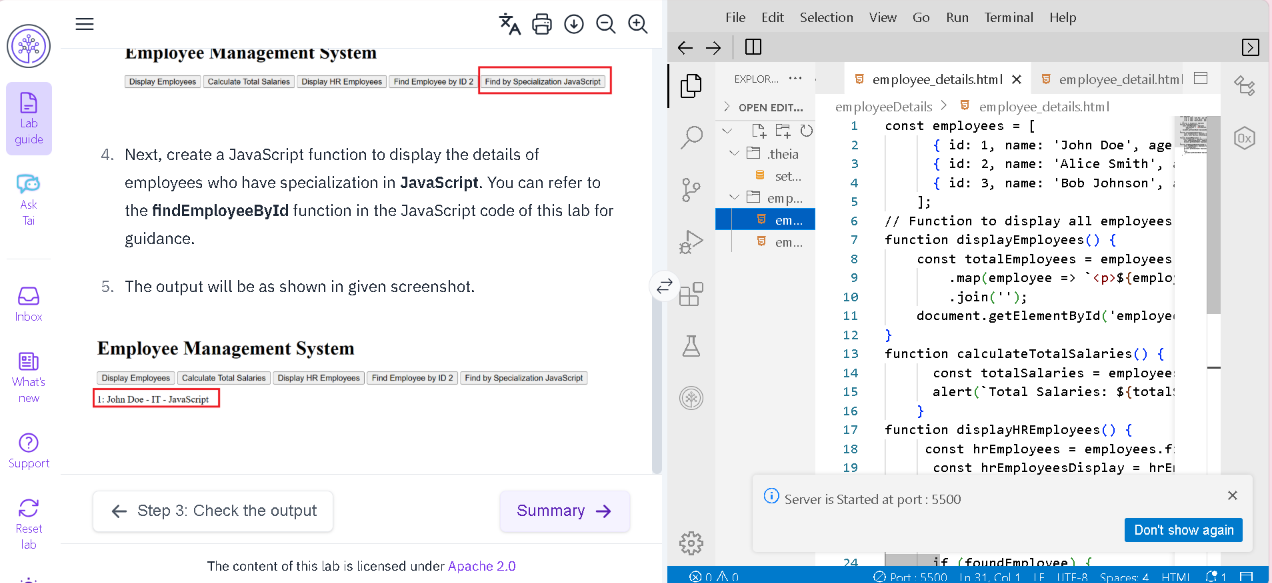 File Edit Selection View Go Run Terminal Help
Lab guide
Ask Tai
Inbox
What's new
Support
Reset lab
Employee Management System
Display Employees Calculate Total Salaries Display HR Employees Find Employee by ID 2 Find by Specialization JavaScript
4. Next, create a JavaScript function to display the details of
employees who have specialization in JavaScript. You can refer to
the findEmployeeById function in the JavaScript code of this lab for
guidance.
5. The output will be as shown in given screenshot.
Employee Management System
Display Employees Calculate Total Salaries Display HR Employees Find Employee by ID 2 Find by Specialization JavaScript
1: John Doe - IT - JavaScript
Step 3: Check the output
Summary
The content of this lab is licensed under Apache 2.0
EXPLOR... ...
OPEN EDIT...
.theia
set...
emp...
em...
em...
employee_details.html
employee_detail.html
employeeDetails > employee_details.html
1 const employees = [
2 { id: 1, name: 'John Doe', age
3 { id: 2, name: 'Alice Smith',
4 { id: 3, name: 'Bob Johnson',
5 ];
6 // Function to display all employees
7 function displayEmployees() {
8 const totalEmployees = employees
9 .map(employee => `<p>${emplo
10 .join('');
11 document.getElementById('employe
12 }
13 function calculateTotalSalaries() {
14 const totalSalaries = employees
15 alert(`Total Salaries: ${total
16 }
17 function displayHREmployees() {
18 const hrEmployees = employees.f
19 const hrEmployeesDisplay = hrE
Server is Started at port : 5500
Don't show again
24 if (foundEmployee) {
0 0 Port : 5500 Ln 31, Col 1 LF UTF-8 Spaces: 4 HTML 1